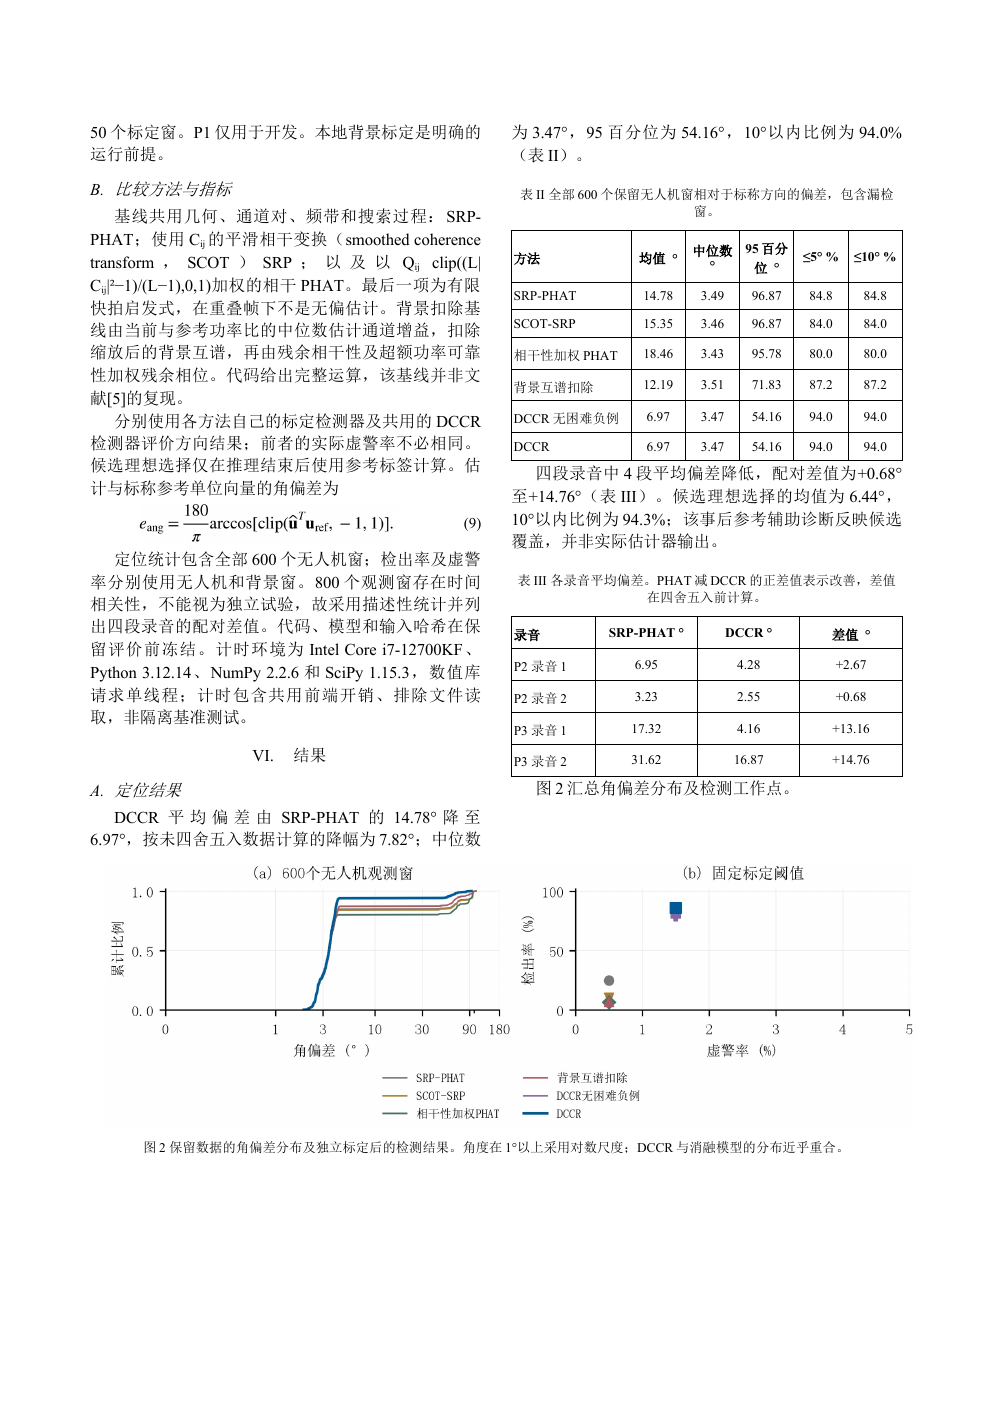 50 个标定窗。P1 仅用于开发。本地背景标定是明确的
运行前提。
B. 比较方法与指标
基线共用几何、通道对、频带和搜索过程：SRP-
PHAT；使用 Cᵢⱼ 的平滑相干变换（smoothed coherence
transform，SCOT）SRP；以及以 Qᵢⱼ clip((L|
Cᵢⱼ|²−1)/(L−1),0,1)加权的相干 PHAT。最后一项为有限
快拍启发式，在重叠帧下不是无偏估计。背景扣除基
线由当前与参考功率比的中位数估计通道增益，扣除
缩放后的背景互谱，再由残余相干性及超额功率可靠
性加权残余相位。代码给出完整运算，该基线并非文
献[5]的复现。
分别使用各方法自己的标定检测器及共用的 DCCR
检测器评价方向结果；前者的实际虚警率不必相同。
候选理想选择仅在推理结束后使用参考标签计算。估
计与标称参考单位向量的角偏差为
e_ang = 180/π arccos[clip(û^T u_ref, − 1, 1)]. (9)
定位统计包含全部 600 个无人机窗；检出率及虚警
率分别使用无人机和背景窗。800 个观测窗存在时间
相关性，不能视为独立试验，故采用描述性统计并列
出四段录音的配对差值。代码、模型和输入哈希在保
留评价前冻结。计时环境为 Intel Core i7-12700KF、
Python 3.12.14、NumPy 2.2.6 和 SciPy 1.15.3，数值库
请求单线程；计时包含共用前端开销、排除文件读
取，非隔离基准测试。
VI. 结果
A. 定位结果
DCCR 平均偏差由 SRP-PHAT 的 14.78° 降至
6.97°，按未四舍五入数据计算的降幅为 7.82°；中位数
为 3.47°，95 百分位为 54.16°，10°以内比例为 94.0%
（表 II）。
表 II 全部 600 个保留无人机窗相对于标称方向的偏差，包含漏检
窗。
方法 均值 ° 中位数 ° 95 百分位 ° ≤5° % ≤10° %
SRP-PHAT 14.78 3.49 96.87 84.8 84.8
SCOT-SRP 15.35 3.46 96.87 84.0 84.0
相干性加权 PHAT 18.46 3.43 95.78 80.0 80.0
背景互谱扣除 12.19 3.51 71.83 87.2 87.2
DCCR 无困难负例 6.97 3.47 54.16 94.0 94.0
DCCR 6.97 3.47 54.16 94.0 94.0
四段录音中 4 段平均偏差降低，配对差值为+0.68°
至+14.76°（表 III）。候选理想选择的均值为 6.44°，
10°以内比例为 94.3%；该事后参考辅助诊断反映候选
覆盖，并非实际估计器输出。
表 III 各录音平均偏差。PHAT 减 DCCR 的正差值表示改善，差值
在四舍五入前计算。
录音 SRP-PHAT ° DCCR ° 差值 °
P2 录音 1 6.95 4.28 +2.67
P2 录音 2 3.23 2.55 +0.68
P3 录音 1 17.32 4.16 +13.16
P3 录音 2 31.62 16.87 +14.76
图 2 汇总角偏差分布及检测工作点。
(a) 600个无人机观测窗
累计比例
1.0
0.5
0.0
0 1 3 10 30 90 180
角偏差 (°)
(b) 固定标定阈值
检出率 (%)
100
50
0
0 1 2 3 4 5
虚警率 (%)
SRP-PHAT
SCOT-SRP
相干性加权PHAT
背景互谱扣除
DCCR无困难负例
DCCR
图 2 保留数据的角偏差分布及独立标定后的检测结果。角度在 1°以上采用对数尺度；DCCR 与消融模型的分布近乎重合。